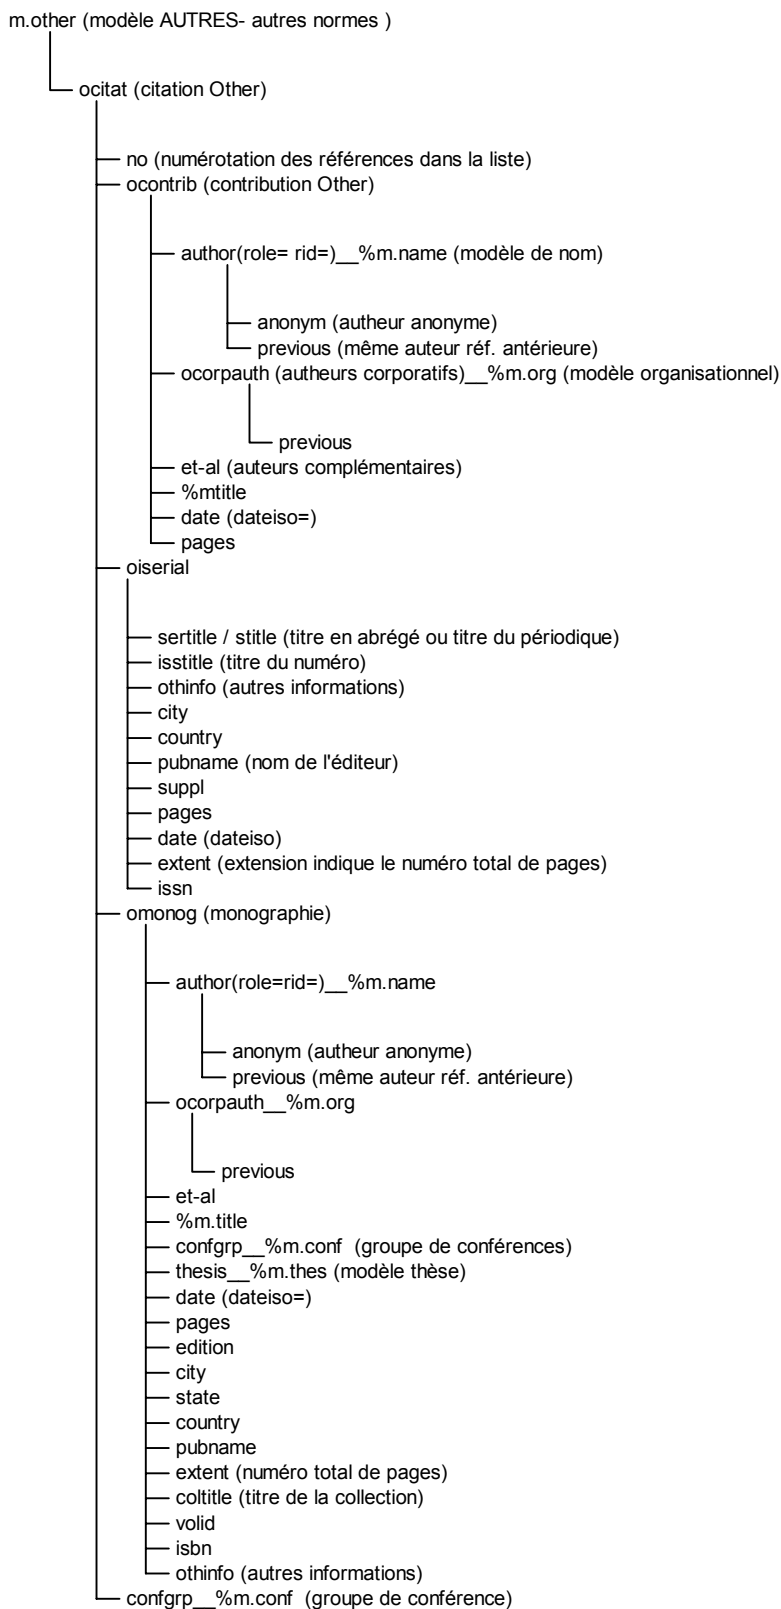 m.other (modèle AUTRES- autres normes )
ocitat (citation Other)
no (numérotation des références dans la liste)
ocontrib (contribution Other)
author(role= rid=)__%m.name (modèle de nom)
anonym (autheur anonyme)
previous (même auteur réf. antérieure)
ocorpauth (autheurs corporatifs)__%m.org (modèle organisationnel)
previous
et-al (auteurs complémentaires)
%mtitle
date (dateiso=)
pages
oiserial
sertitle / stitle (titre en abrégé ou titre du périodique)
isstitle (titre du numéro)
othinfo (autres informations)
city
country
pubname (nom de l'éditeur)
suppl
pages
date (dateiso)
extent (extension indique le numéro total de pages)
issn
omonog (monographie)
author(role=rid=)__%m.name
anonym (autheur anonyme)
previous (même auteur réf. antérieure)
ocorpauth__%m.org
previous
et-al
%m.title
confgrp__%m.conf  (groupe de conférences)
thesis__%m.thes (modèle thèse)
date (dateiso=)
pages
edition
city
state
country
pubname
extent (numéro total de pages)
coltitle (titre de la collection)
volid
isbn
othinfo (autres informations)
confgrp__%m.conf  (groupe de conférence)